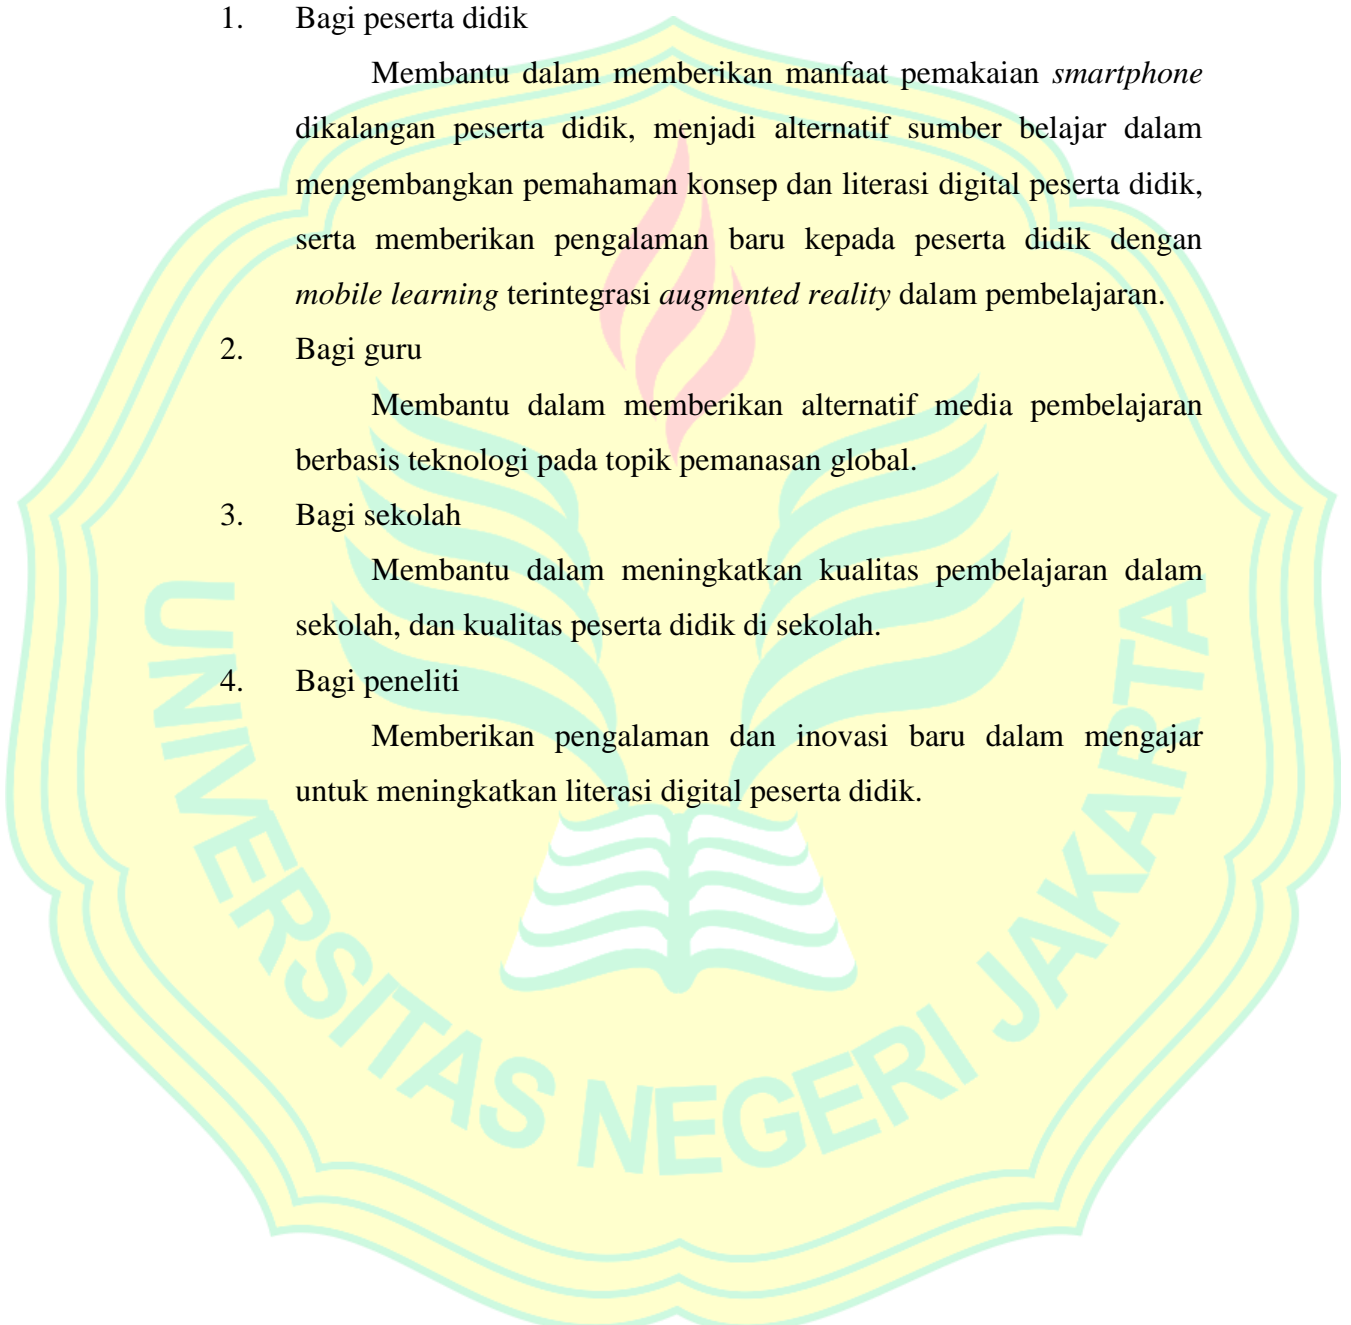 1. Bagi peserta didik
Membantu dalam memberikan manfaat pemakaian smartphone
dikalangan peserta didik, menjadi alternatif sumber belajar dalam
mengembangkan pemahaman konsep dan literasi digital peserta didik,
serta memberikan pengalaman baru kepada peserta didik dengan
mobile learning terintegrasi augmented reality dalam pembelajaran.
2. Bagi guru
Membantu dalam memberikan alternatif media pembelajaran
berbasis teknologi pada topik pemanasan global.
3. Bagi sekolah
Membantu dalam meningkatkan kualitas pembelajaran dalam
sekolah, dan kualitas peserta didik di sekolah.
4. Bagi peneliti
Memberikan pengalaman dan inovasi baru dalam mengajar
untuk meningkatkan literasi digital peserta didik.
UNIVERSITAS NEGERI JAKARTA